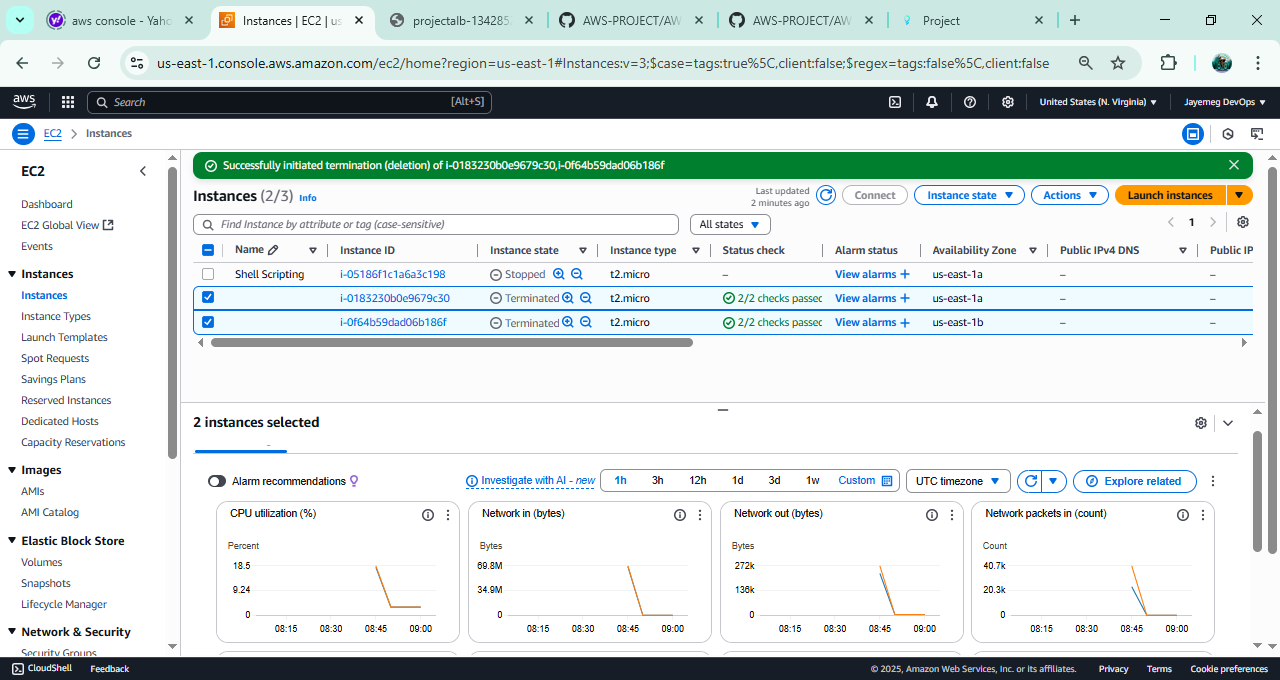 aws console - Yaho
Instances | EC2 | us
projectalb-134285.
AWS-PROJECT/AW
AWS-PROJECT/AW
Project
us-east-1.console.aws.amazon.com/ec2/home?region=us-east-1#Instances:v=3;$case=tags:true%5C,client:false;$regex=tags:false%5C,client:false
aws
Search
[Alt+S]
United States (N. Virginia)
Jayemeg DevOps
EC2
Instances
EC2
Dashboard
EC2 Global View
Events
Instances
Instances
Instance Types
Launch Templates
Spot Requests
Savings Plans
Reserved Instances
Dedicated Hosts
Capacity Reservations
Images
AMIs
AMI Catalog
Elastic Block Store
Volumes
Snapshots
Lifecycle Manager
Network & Security
Security Groups
Successfully initiated termination (deletion) of i-0183230b0e9679c30,i-0f64b59dad06b186f
Instances (2/3) Info
Last updated
2 minutes ago
Connect
Instance state
Actions
Launch instances
Find Instance by attribute or tag (case-sensitive)
All states
1
Name Instance ID Instance state Instance type Status check Alarm status Availability Zone Public IPv4 DNS Public IP
Shell Scripting i-05186f1c1a6a3c198 Stopped t2.micro – View alarms + us-east-1a – –
i-0183230b0e9679c30 Terminated t2.micro 2/2 checks passed View alarms + us-east-1a – –
i-0f64b59dad06b186f Terminated t2.micro 2/2 checks passed View alarms + us-east-1b – –
2 instances selected
Alarm recommendations
Investigate with AI - new
1h 3h 12h 1d 3d 1w Custom
UTC timezone
Explore related
CPU utilization (%)
Percent
18.5
9.24
0
08:15 08:30 08:45 09:00
Network in (bytes)
Bytes
69.8M
34.9M
0
08:15 08:30 08:45 09:00
Network out (bytes)
Bytes
272k
136k
0
08:15 08:30 08:45 09:00
Network packets in (count)
Count
40.7k
20.3k
0
08:15 08:30 08:45 09:00
CloudShell
Feedback
© 2025, Amazon Web Services, Inc. or its affiliates.
Privacy
Terms
Cookie preferences